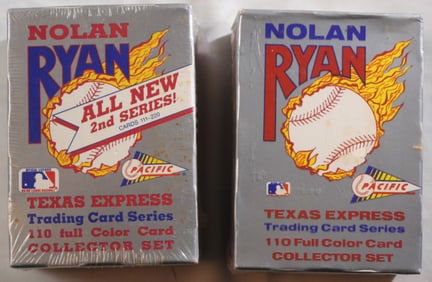 NOLAN
RYAN
ALL NEW
2nd SERIES!
CARDS 111-220
PACIFIC
TEXAS EXPRESS
Trading Card Series
110 full Color Card
COLLECTOR SET
NOLAN
RYAN
PACIFIC
TEXAS EXPRESS
Trading Card Series
110 Full Color Card
COLLECTOR SET